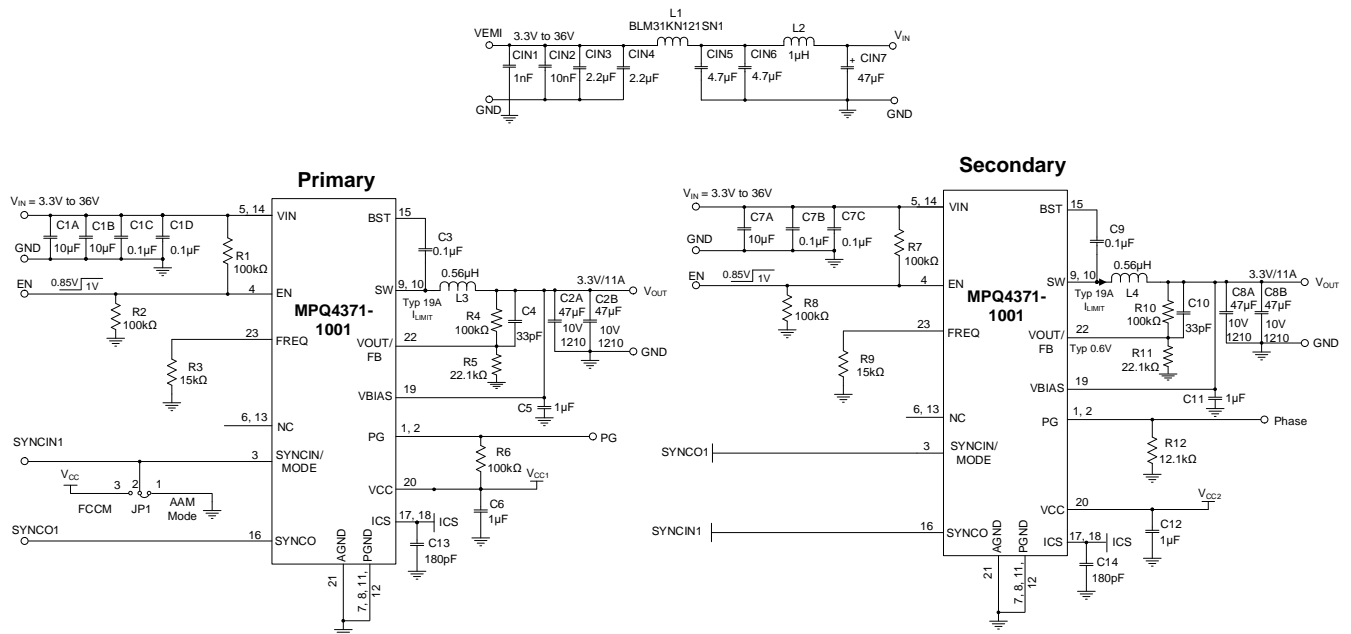 L1
BLM31KN121SN1
VEMI
3.3V to 36V
L2
1µH
VIN
CIN1
1nF
CIN2
10nF
CIN3
2.2µF
CIN4
2.2µF
CIN5
4.7µF
CIN6
4.7µF
+ CIN7
47µF
GND
GND
Primary
VIN = 3.3V to 36V
5, 14
VIN
BST
15
C1A
10µF
C1B
10µF
C1C
0.1µF
C1D
0.1µF
GND
R1
100kΩ
C3
0.1µF
EN
0.85V
1V
4
EN
SW
9, 10
0.56µH
L3
3.3V/11A
VOUT
Typ 19A
ILIMIT
R2
100kΩ
MPQ4371-
1001
R4
100kΩ
C4
33pF
C2A
47µF
10V
1210
C2B
47µF
10V
1210
23
FREQ
VOUT/
FB
22
R5
22.1kΩ
GND
R3
15kΩ
VBIAS
19
C5
1µF
6, 13
NC
PG
1, 2
PG
SYNCIN1
3
SYNCIN/
MODE
R6
100kΩ
VCC
3
2
1
FCCM
JP1
AAM
Mode
VCC
20
VCC1
C6
1µF
SYNCO1
16
SYNCO
ICS
17, 18
ICS
C13
180pF
AGND
PGND
21
7, 8, 11,
12
Secondary
VIN = 3.3V to 36V
5, 14
VIN
BST
15
C7A
10µF
C7B
0.1µF
C7C
0.1µF
GND
R7
100kΩ
C9
0.1µF
EN
0.85V
1V
4
EN
SW
9, 10
0.56µH
L4
3.3V/11A
VOUT
Typ 19A
ILIMIT
R8
100kΩ
MPQ4371-
1001
R10
100kΩ
C10
33pF
C8A
47µF
10V
1210
C8B
47µF
10V
1210
23
FREQ
VOUT/
FB
22
Typ 0.6V
R11
22.1kΩ
GND
R9
15kΩ
VBIAS
19
C11
1µF
6, 13
NC
PG
1, 2
Phase
SYNCO1
3
SYNCIN/
MODE
R12
12.1kΩ
VCC
20
VCC2
C12
1µF
SYNCIN1
16
SYNCO
ICS
17, 18
ICS
C14
180pF
AGND
PGND
21
7, 8, 11,
12